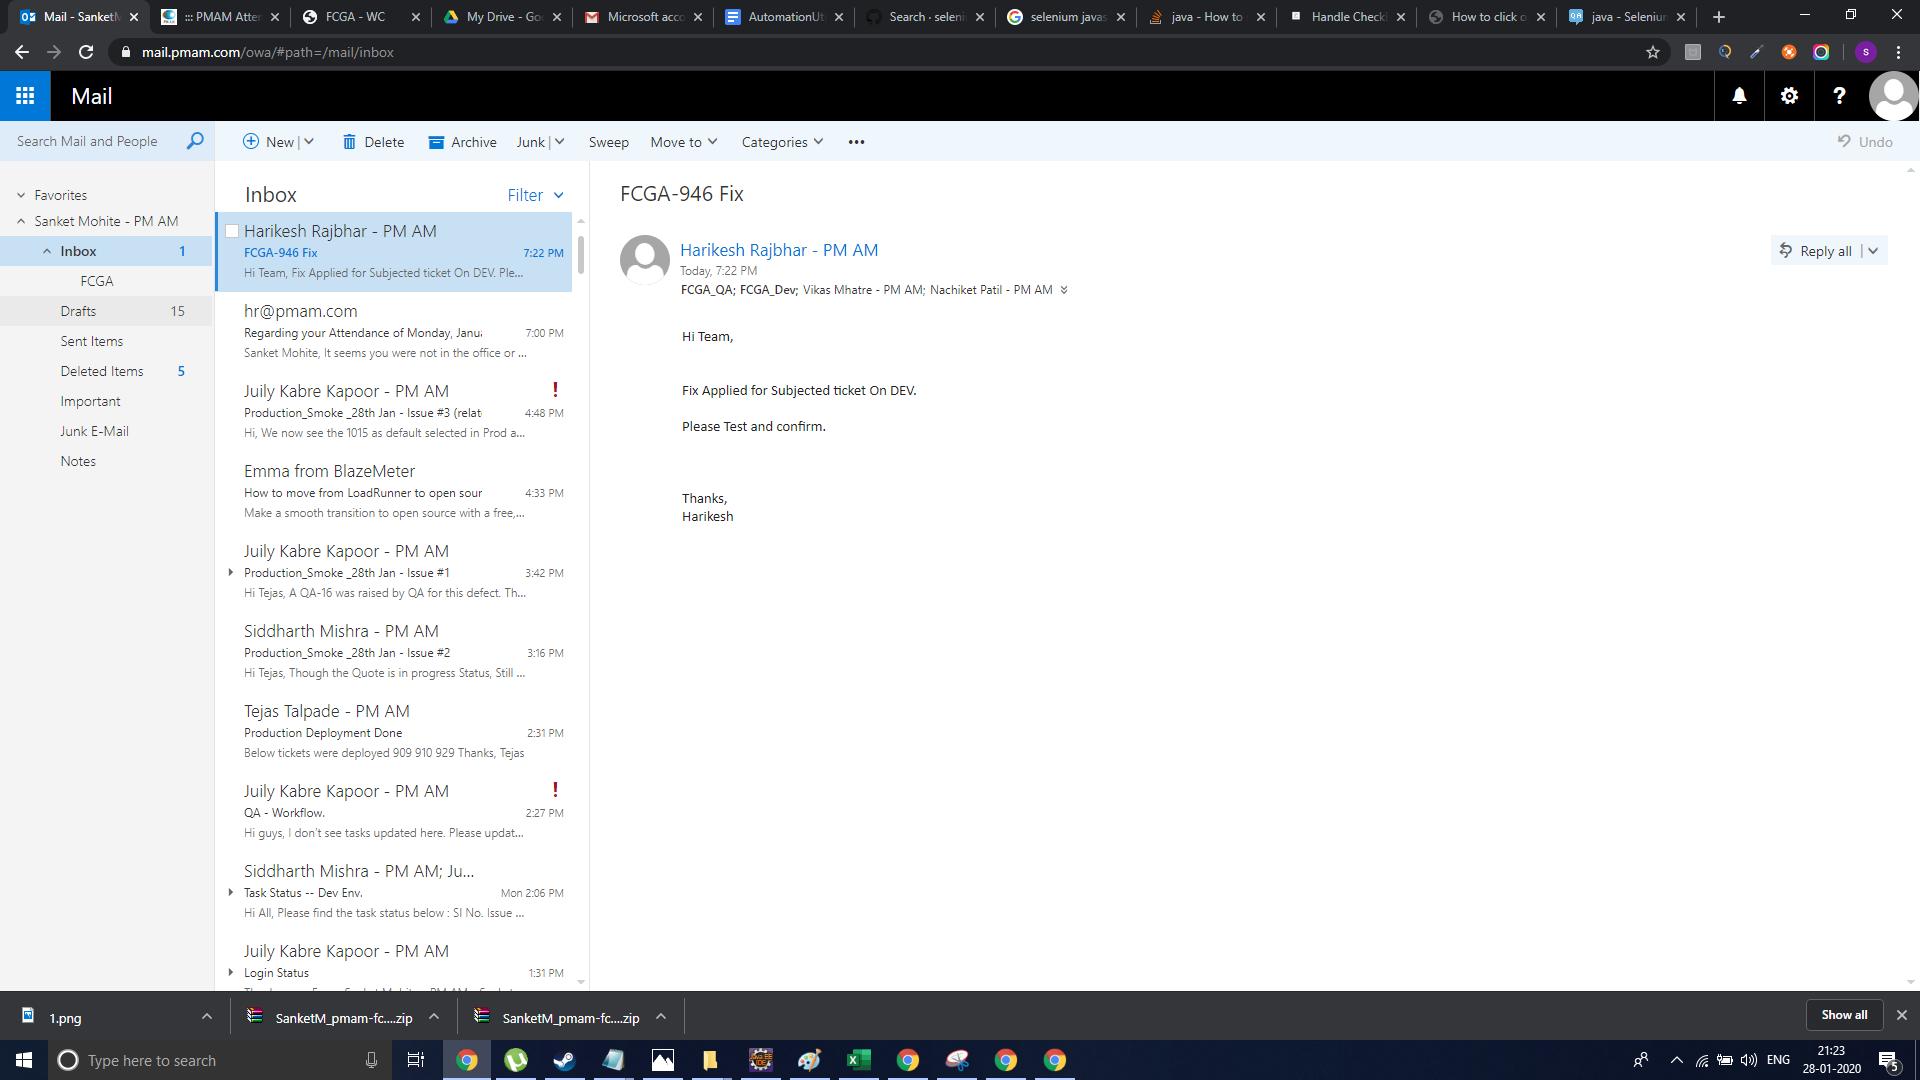 Mail - SanketM
::: PMAM Atter
FCGA - WC
My Drive - Goo
Microsoft acco
AutomationUt
Search · seleni
selenium javas
java - How to
Handle Check
How to click o
java - Seleniur
mail.pmam.com/owa/#path=/mail/inbox
S
Mail
?
Search Mail and People
New
Delete
Archive
Junk
Sweep
Move to
Categories
Undo
Favorites
Sanket Mohite - PM AM
Inbox 1
FCGA
Drafts 15
Sent Items
Deleted Items 5
Important
Junk E-Mail
Notes
Inbox
Filter
Harikesh Rajbhar - PM AM
FCGA-946 Fix 7:22 PM
Hi Team, Fix Applied for Subjected ticket On DEV. Ple...
hr@pmam.com
Regarding your Attendance of Monday, Janu 7:00 PM
Sanket Mohite, It seems you were not in the office or ...
Juily Kabre Kapoor - PM AM !
Production_Smoke _28th Jan - Issue #3 (relat 4:48 PM
Hi, We now see the 1015 as default selected in Prod a...
Emma from BlazeMeter
How to move from LoadRunner to open sour 4:33 PM
Make a smooth transition to open source with a free,...
Juily Kabre Kapoor - PM AM
Production_Smoke _28th Jan - Issue #1 3:42 PM
Hi Tejas, A QA-16 was raised by QA for this defect. Th...
Siddharth Mishra - PM AM
Production_Smoke _28th Jan - Issue #2 3:16 PM
Hi Tejas, Though the Quote is in progress Status, Still ...
Tejas Talpade - PM AM
Production Deployment Done 2:31 PM
Below tickets were deployed 909 910 929 Thanks, Tejas
Juily Kabre Kapoor - PM AM !
QA - Workflow. 2:27 PM
Hi guys, I don't see tasks updated here. Please updat...
Siddharth Mishra - PM AM; Ju...
Task Status -- Dev Env. Mon 2:06 PM
Hi All, Please find the task status below : Sl No. Issue ...
Juily Kabre Kapoor - PM AM
Login Status 1:31 PM
FCGA-946 Fix
Harikesh Rajbhar - PM AM
Today, 7:22 PM
FCGA_QA; FCGA_Dev; Vikas Mhatre - PM AM; Nachiket Patil - PM AM
Reply all
Hi Team,
Fix Applied for Subjected ticket On DEV.
Please Test and confirm.
Thanks,
Harikesh
1.png
SanketM_pmam-fc....zip
SanketM_pmam-fc....zip
Show all
Type here to search
ENG
21:23
28-01-2020
5